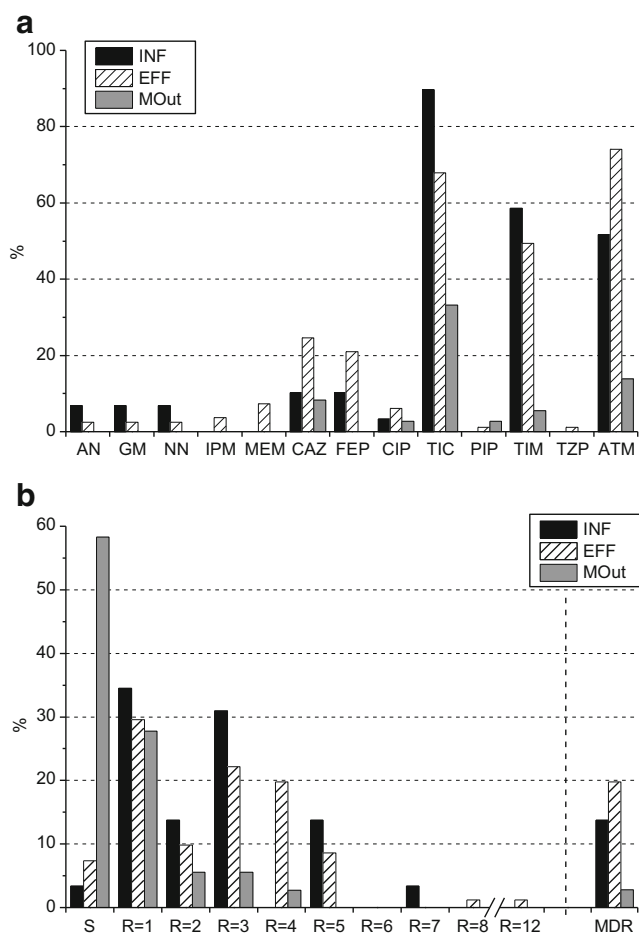 a
100
80
60
40
20
0
%
INF
EFF
MOut
AN GM NN IPM MEM CAZ FEP CIP TIC PIP TIM TZP ATM
b
60
50
40
30
20
10
0
%
INF
EFF
MOut
S R=1 R=2 R=3 R=4 R=5 R=6 R=7 R=8 R=12 MDR